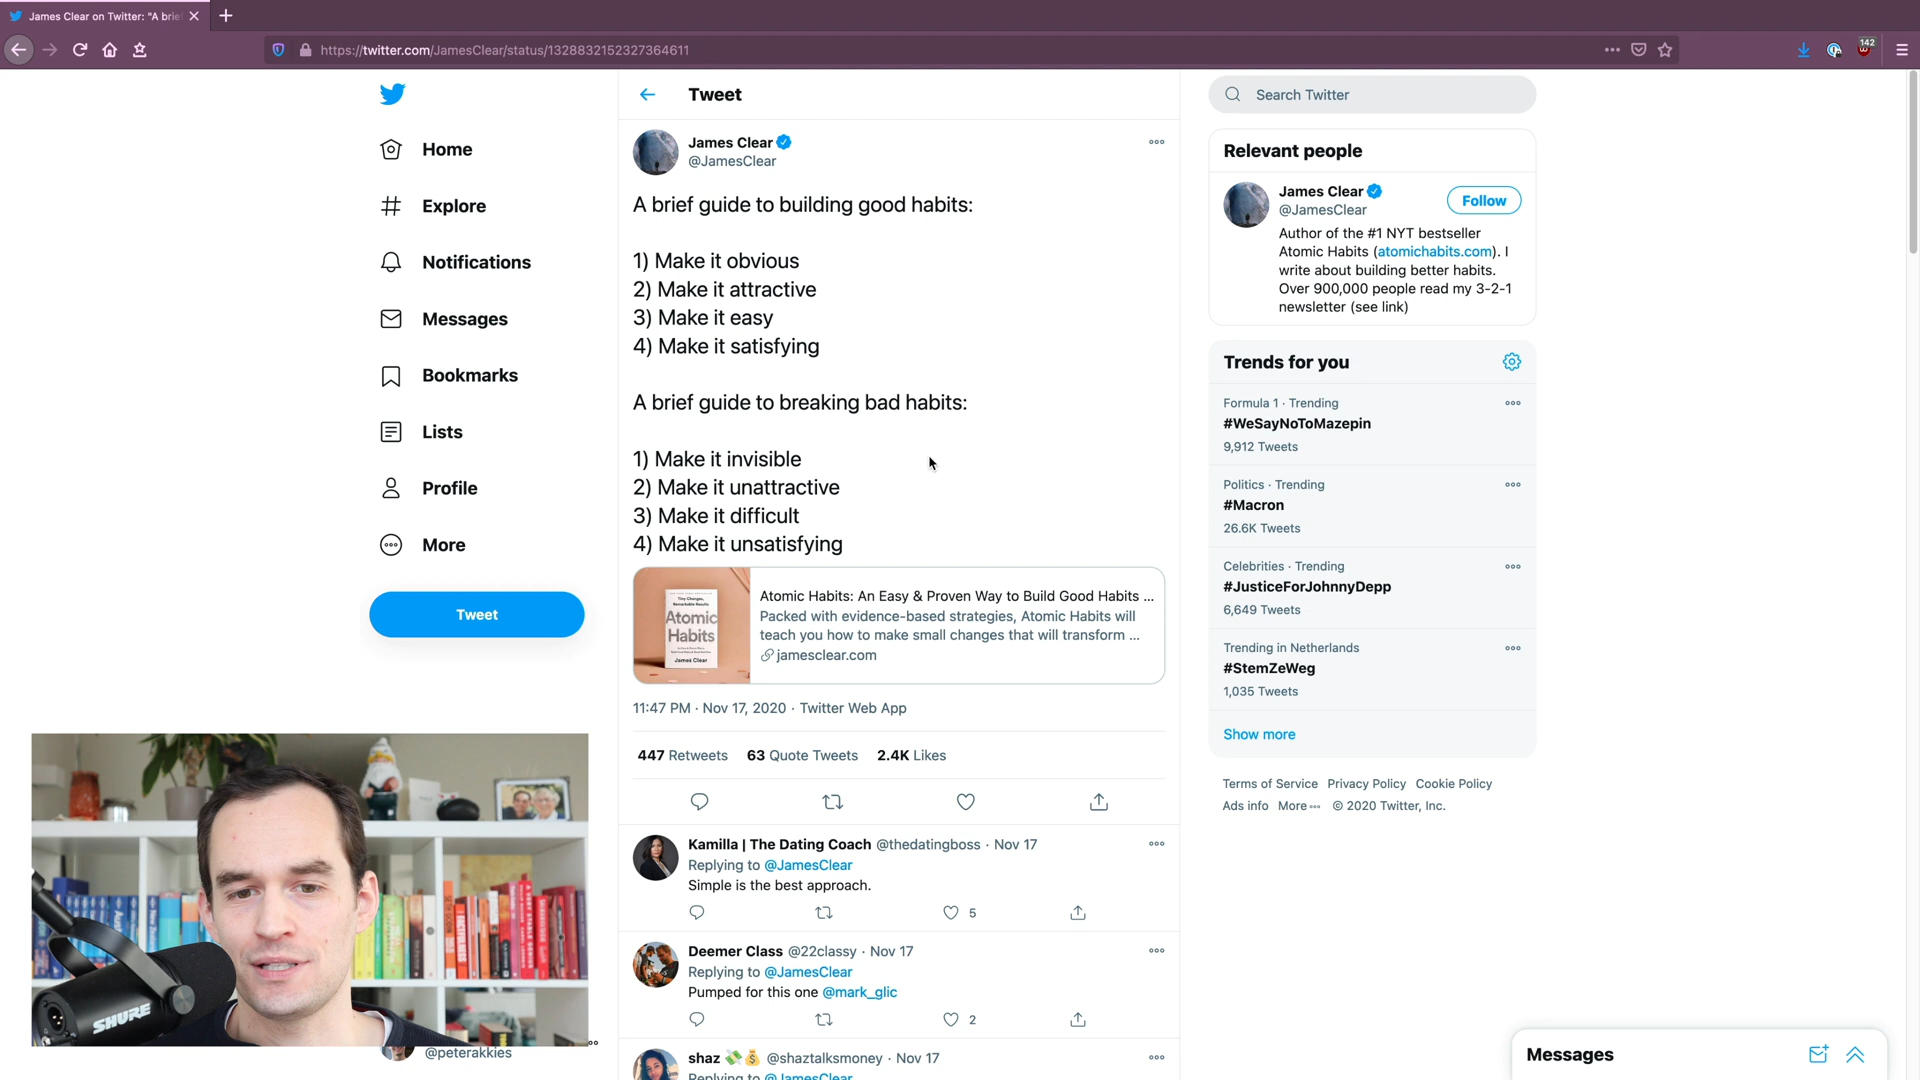 James Clear on Twitter: "A brie
https://twitter.com/JamesClear/status/1328832152327364611
142
Home
Explore
Notifications
Messages
Bookmarks
Lists
Profile
More
Tweet
@peterakkies
Tweet
James Clear
@JamesClear
A brief guide to building good habits:
1) Make it obvious
2) Make it attractive
3) Make it easy
4) Make it satisfying
A brief guide to breaking bad habits:
1) Make it invisible
2) Make it unattractive
3) Make it difficult
4) Make it unsatisfying
Tiny Changes,
Remarkable Results
Atomic
Habits
James Clear
Atomic Habits: An Easy & Proven Way to Build Good Habits ...
Packed with evidence-based strategies, Atomic Habits will
teach you how to make small changes that will transform ...
jamesclear.com
11:47 PM · Nov 17, 2020 · Twitter Web App
447 Retweets 63 Quote Tweets 2.4K Likes
Kamilla | The Dating Coach @thedatingboss · Nov 17
Replying to @JamesClear
Simple is the best approach.
5
Deemer Class @22classy · Nov 17
Replying to @JamesClear
Pumped for this one @mark_glic
2
shaz 💸💰 @shaztalksmoney · Nov 17
Replying to @JamesClear
Search Twitter
Relevant people
James Clear
@JamesClear
Follow
Author of the #1 NYT bestseller
Atomic Habits (atomichabits.com). I
write about building better habits.
Over 900,000 people read my 3-2-1
newsletter (see link)
Trends for you
Formula 1 · Trending
#WeSayNoToMazepin
9,912 Tweets
Politics · Trending
#Macron
26.6K Tweets
Celebrities · Trending
#JusticeForJohnnyDepp
6,649 Tweets
Trending in Netherlands
#StemZeWeg
1,035 Tweets
Show more
Terms of Service Privacy Policy Cookie Policy
Ads info More ··· © 2020 Twitter, Inc.
Messages
SHURE